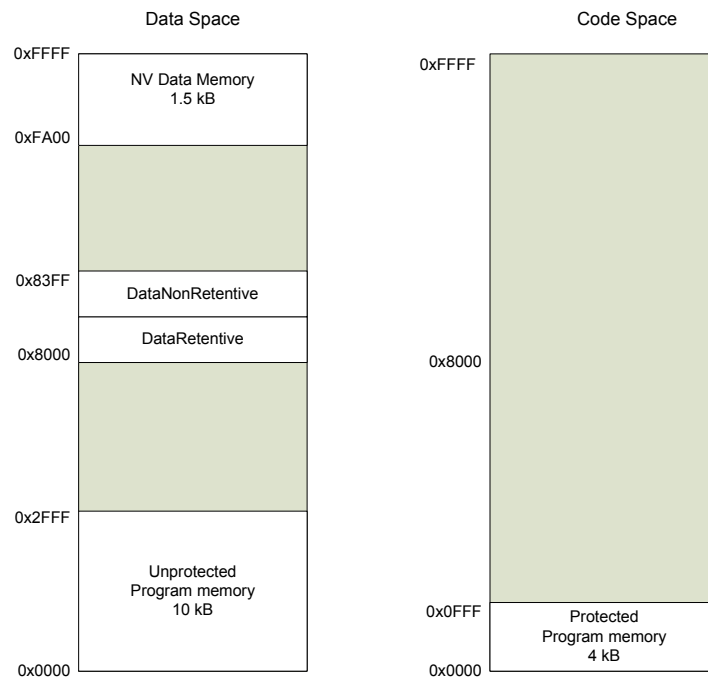 Data Space
0xFFFF
NV Data Memory
1.5 kB
0xFA00
0x83FF
DataNonRetentive
DataRetentive
0x8000
0x2FFF
Unprotected
Program memory
10 kB
0x0000
Code Space
0xFFFF
0x8000
0x0FFF
Protected
Program memory
4 kB
0x0000